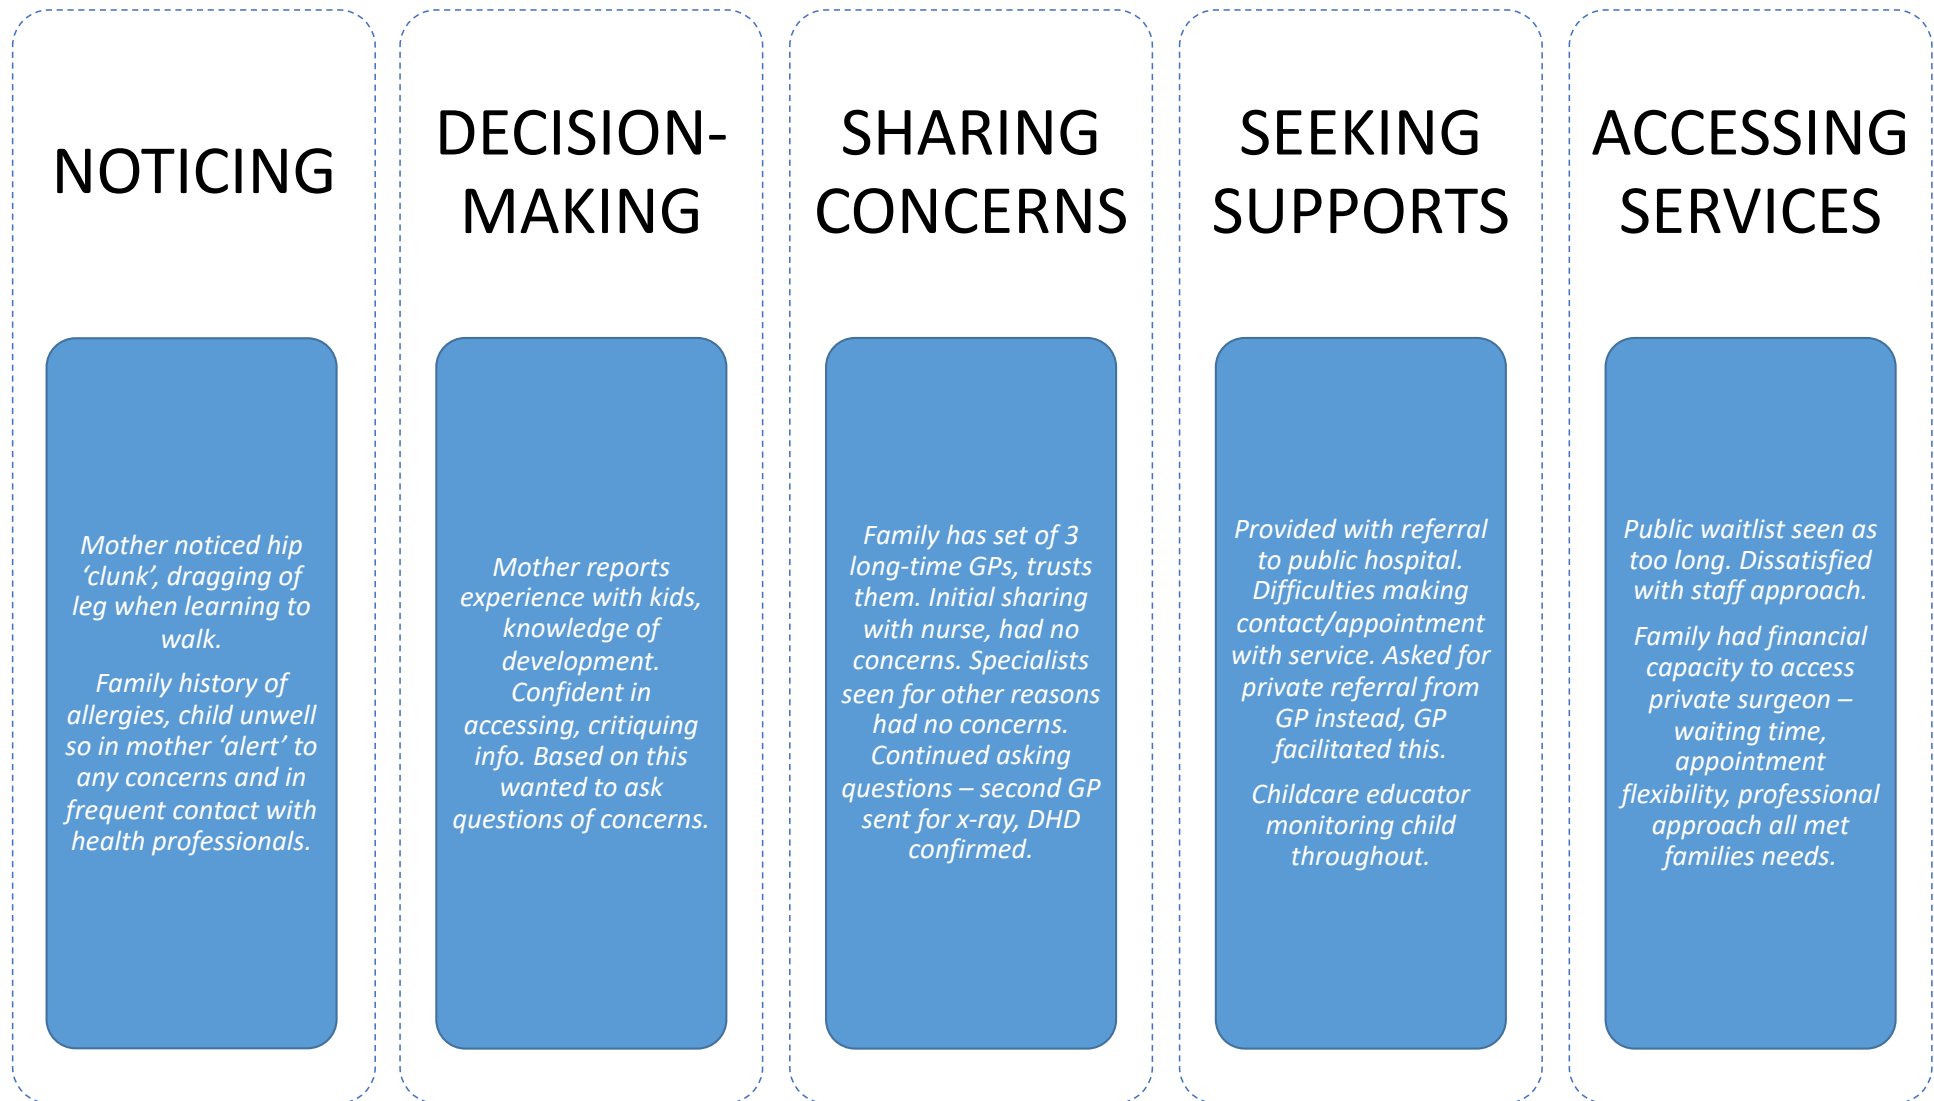 NOTICING
Mother noticed hip
‘clunk’, dragging of
leg when learning to
walk.
Family history of
allergies, child unwell
so in mother ‘alert’ to
any concerns and in
frequent contact with
health professionals.
DECISION-
MAKING
Mother reports
experience with kids,
knowledge of
development.
Confident in
accessing, critiquing
info. Based on this
wanted to ask
questions of concerns.
SHARING
CONCERNS
Family has set of 3
long-time GPs, trusts
them. Initial sharing
with nurse, had no
concerns. Specialists
seen for other reasons
had no concerns.
Continued asking
questions – second GP
sent for x-ray, DHD
confirmed.
SEEKING
SUPPORTS
Provided with referral
to public hospital.
Difficulties making
contact/appointment
with service. Asked for
private referral from
GP instead, GP
facilitated this.
Childcare educator
monitoring child
throughout.
ACCESSING
SERVICES
Public waitlist seen as
too long. Dissatisfied
with staff approach.
Family had financial
capacity to access
private surgeon –
waiting time,
appointment
flexibility, professional
approach all met
families needs.